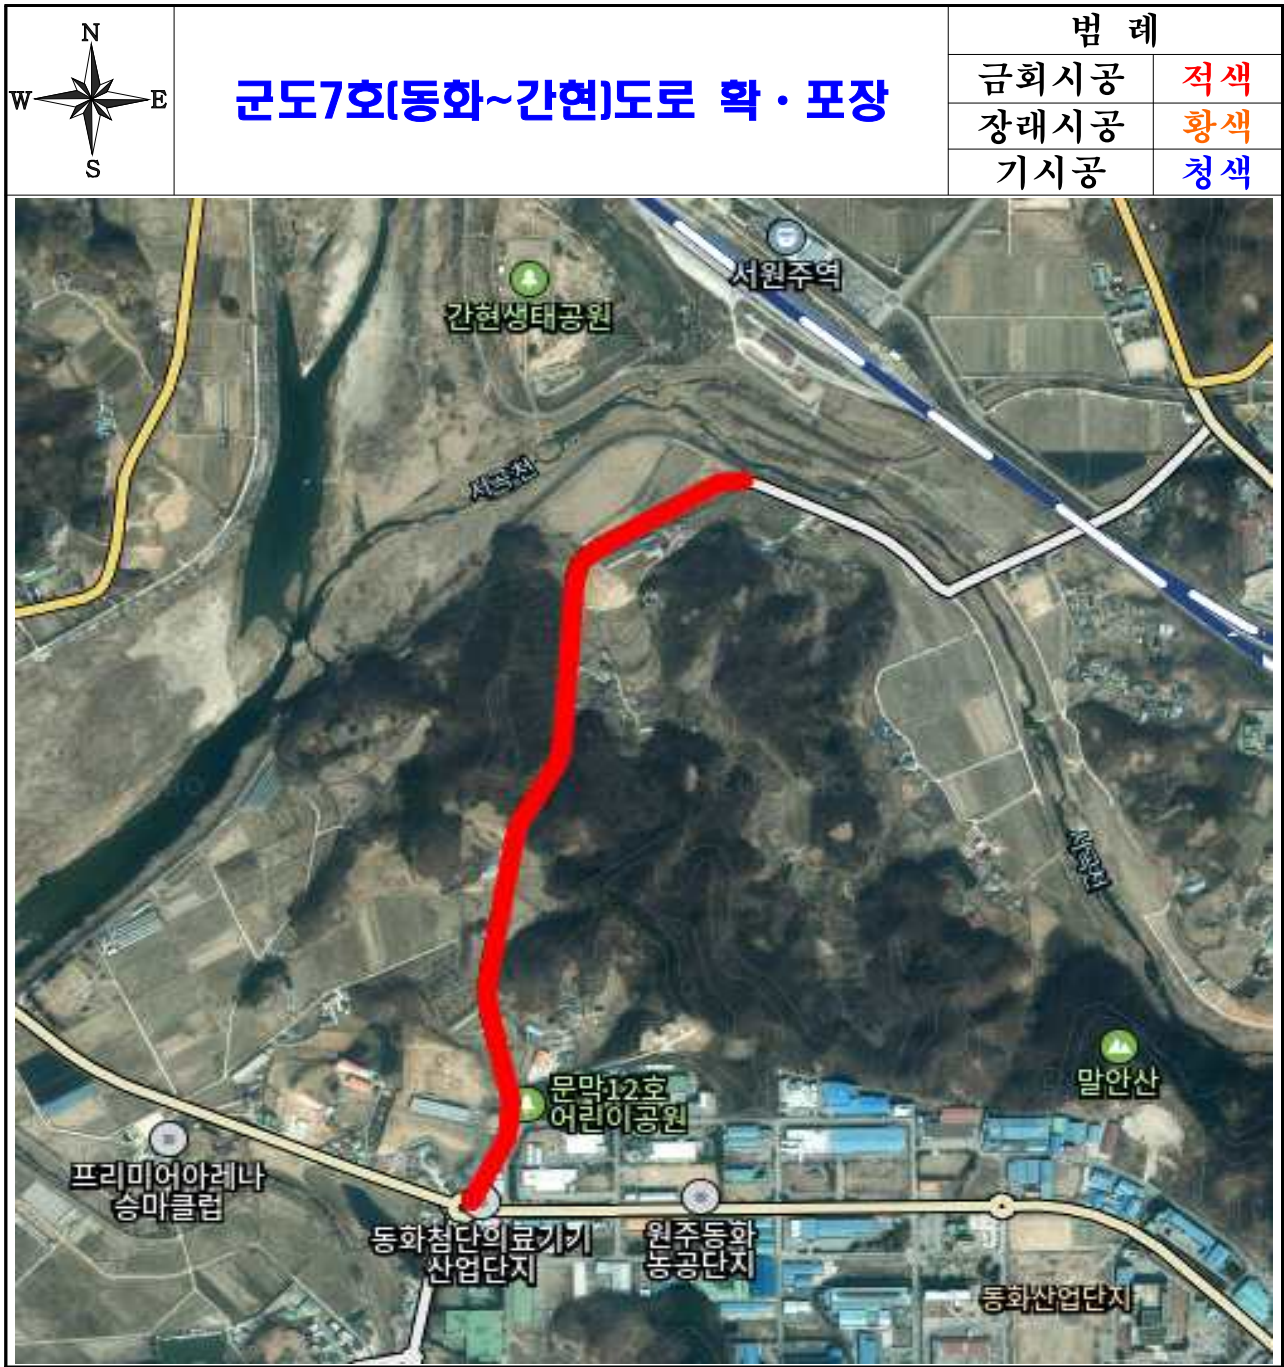 N
W
E
S
군도7호(동화~간현)도로 확・포장
범 례
금회시공 적색
장래시공 황색
기시공 청색
서원주역
간현생태공원
서곡천
말안산
문막12호
어린이공원
프리미어아레나
승마클럽
동화첨단의료기기
산업단지
원주동화
농공단지
동화산업단지